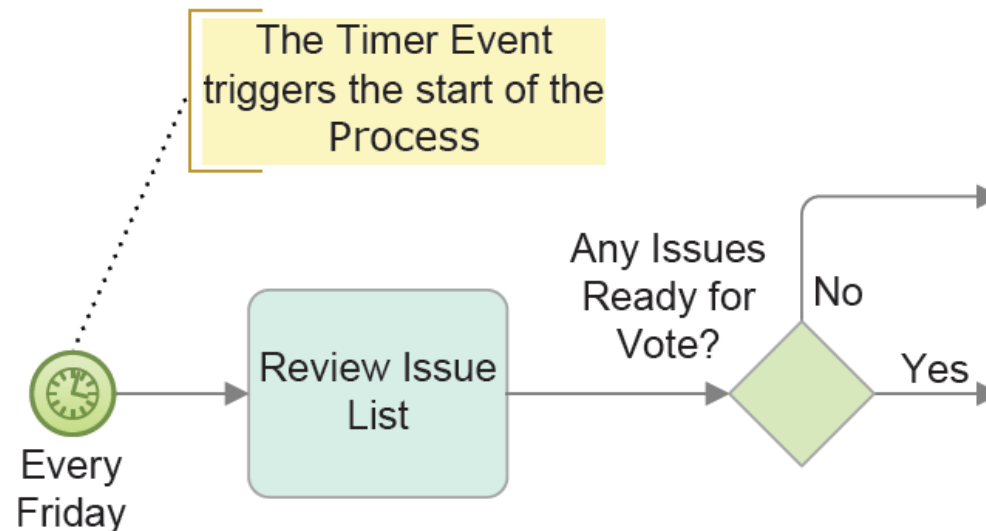 The Timer Event
triggers the start of the
Process
Any Issues
Ready for
Vote?
No
Yes
Review Issue
List
Every
Friday